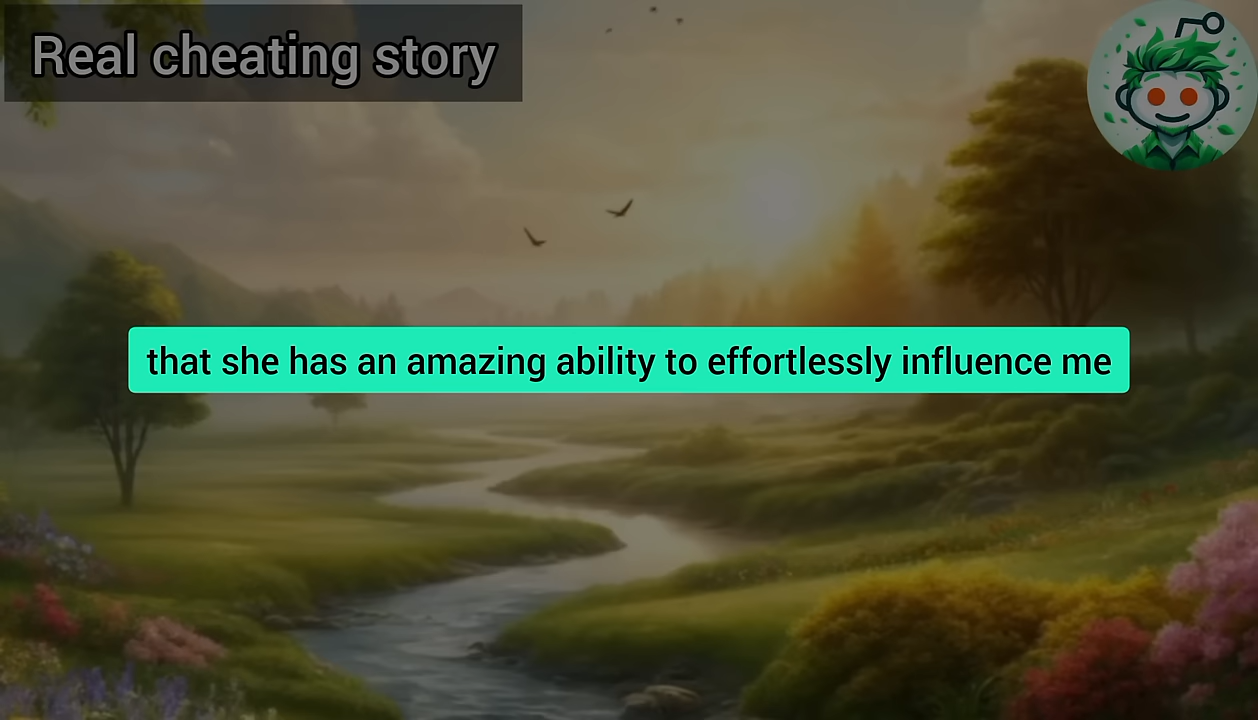 Real cheating story
that she has an amazing ability to effortlessly influence me